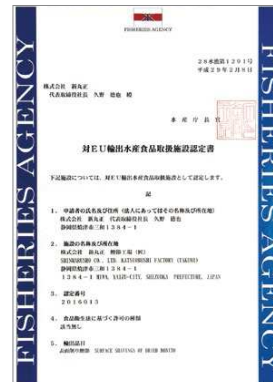 FISHERIES AGENCY
FISHERIES AGENCY
FISHERIES AGENCY
28水漁第1291号
平成29年2月8日
株式会社 新丸正
代表取締役社長 久野 徳也 殿
水産庁長官
対EU輸出水産食品取扱施設認定書
下記施設については、対EU輸出水産食品取扱施設として認定します。
記
1. 申請者の氏名及び住所(法人にあってはその名称及び所在地)
株式会社 新丸正 代表取締役社長 久野 徳也
静岡県焼津市三和1384-1
2. 施設の名称及び所在地
株式会社 新丸正 鰹節工場
SHINMARUSHO CO., LTD. KATSUOBUSHI FACTORY
静岡県焼津市三和1384-1
1384-1 MIWA, YAIZU-CITY, SHIZUOKA PREFECTURE, JAPAN
3. 認定番号
2016043
4. 食品衛生法に基づく許可の種類
該当無し
5. 輸出品目
SURFACE SHAVINGS OF DRIED BONITO